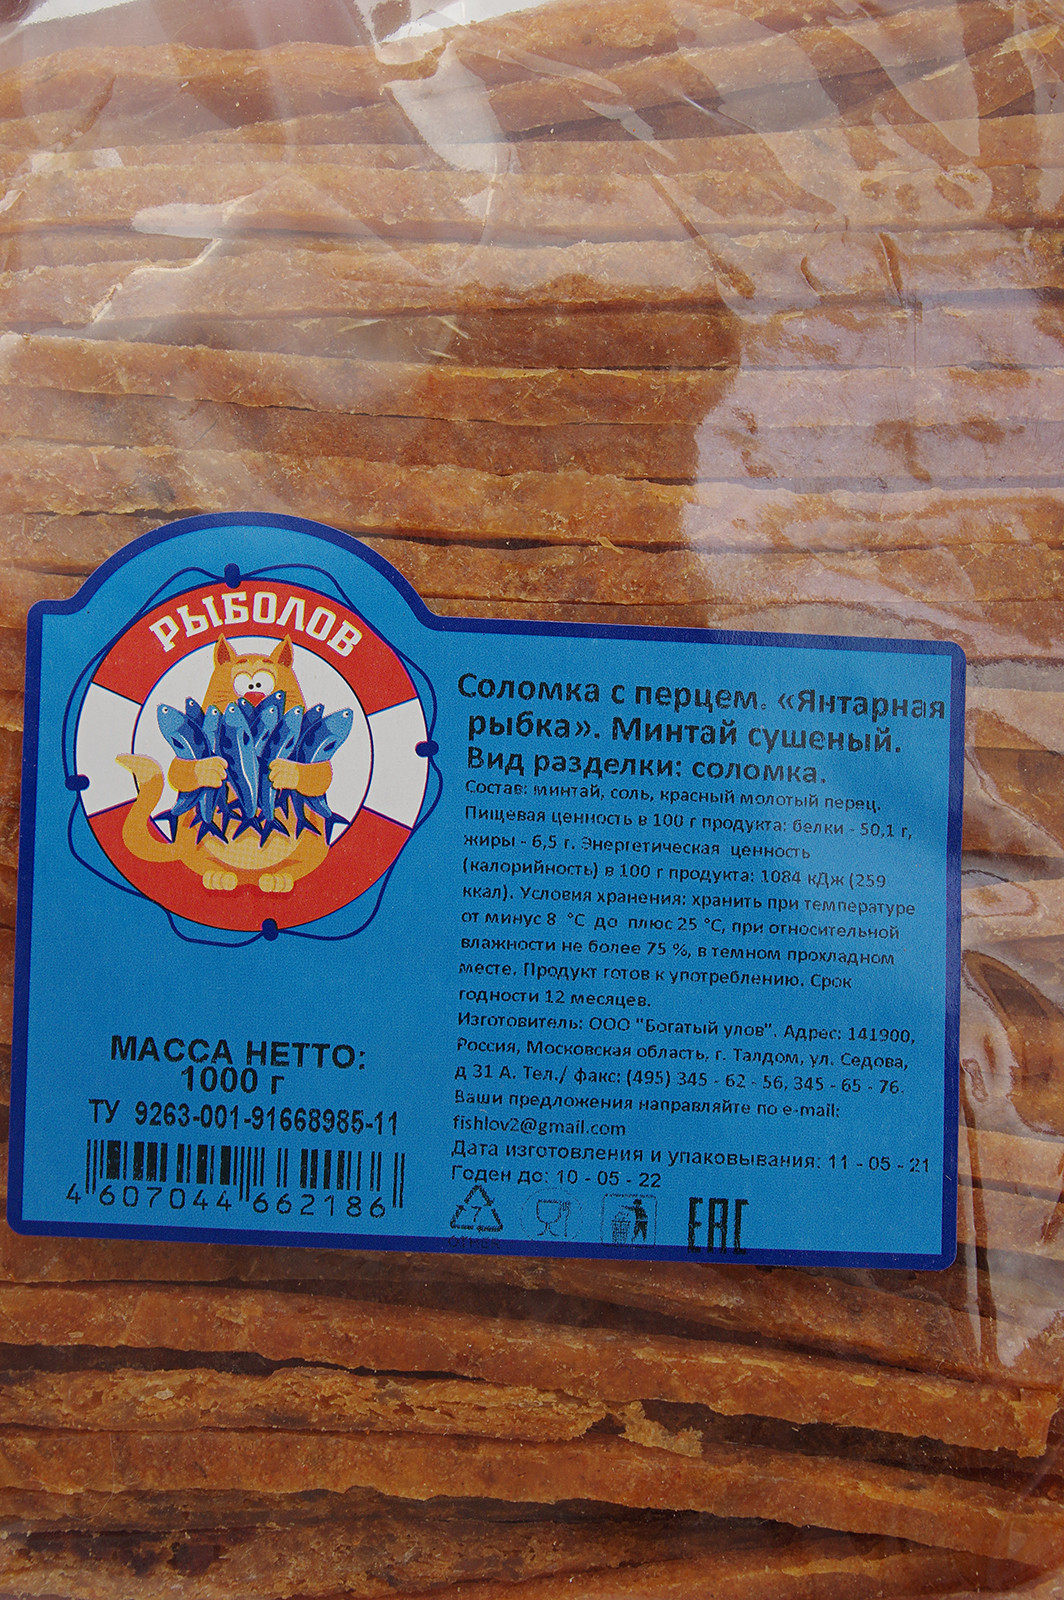 РЫБОЛОВ
Соломка с перцем. «Янтарная
рыбка». Минтай сушеный.
Вид разделки: соломка.
Состав: минтай, соль, красный молотый перец.
Пищевая ценность в 100 г продукта: белки - 50,1 г,
жиры - 6,5 г. Энергетическая ценность
(калорийность) в 100 г продукта: 1084 кДж (259
ккал). Условия хранения: хранить при температуре
от минус 8 °С до плюс 25 °С, при относительной
влажности не более 75 %, в темном прохладном
месте. Продукт готов к употреблению. Срок
годности 12 месяцев.
Изготовитель: ООО "Богатый улов". Адрес: 141900,
Россия, Московская область, г. Талдом, ул. Седова,
д 31 А. Тел./ факс: (495) 345 - 62 - 56, 345 - 65 - 76.
Ваши предложения направляйте по e-mail:
fishlov2@gmail.com
Дата изготовления и упаковывания: 11 - 05 - 21
Годен до: 10 - 05 - 22
МАССА НЕТТО:
1000 г
ТУ 9263-001-91668985-11
4 607044 662186
7
OTHER
EAC